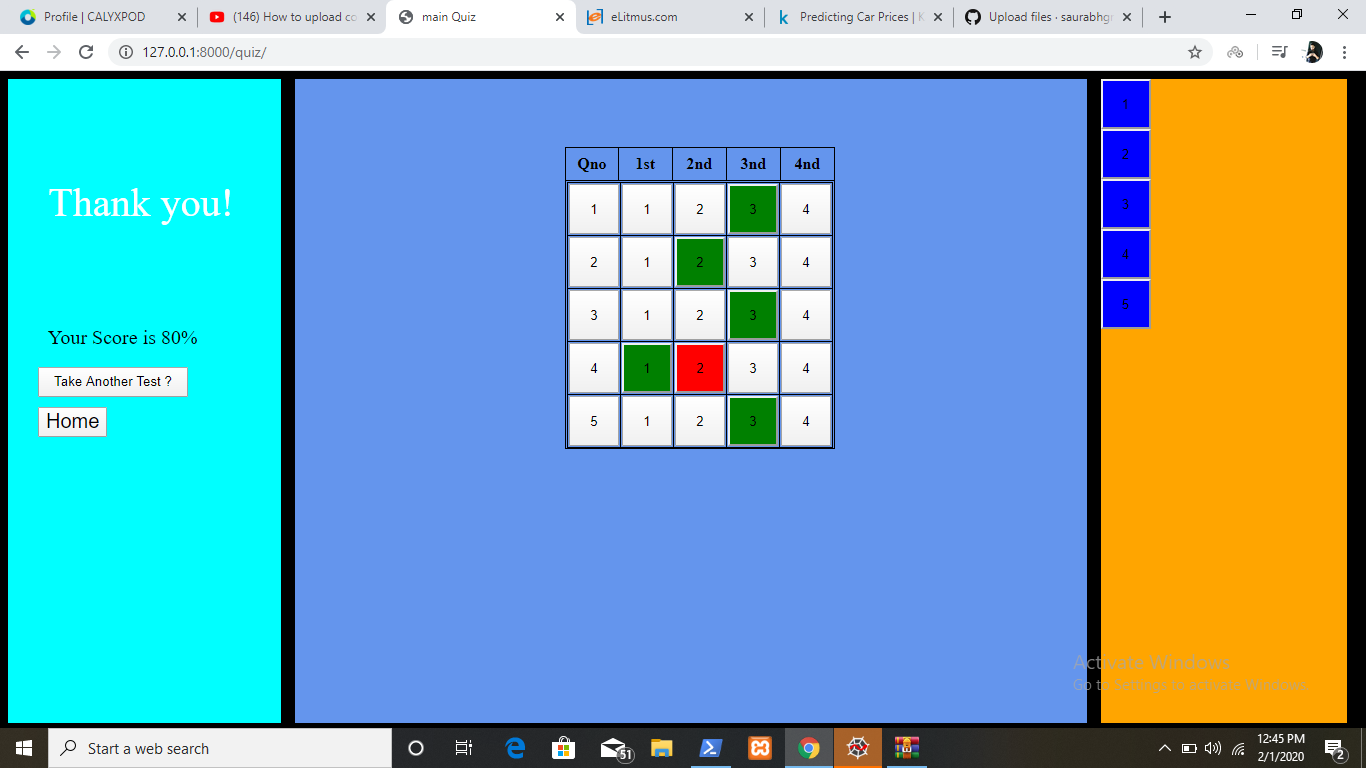 Profile | CALYXPOD
(146) How to upload co
main Quiz
eLitmus.com
Predicting Car Prices | K
Upload files · saurabhgr
127.0.0.1:8000/quiz/
Thank you!
Your Score is 80%
Take Another Test ?
Home
Qno 1st 2nd 3nd 4nd
1 1 2 3 4
2 1 2 3 4
3 1 2 3 4
4 1 2 3 4
5 1 2 3 4
1
2
3
4
5
Activate Windows
Go to Settings to activate Windows.
Start a web search
51
12:45 PM
2/1/2020
2